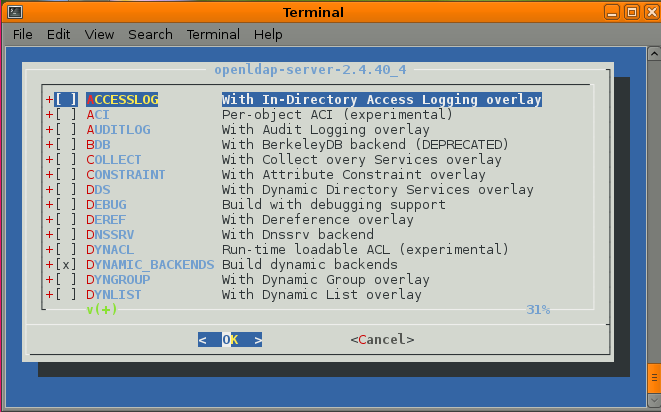 Terminal
File Edit View Search Terminal Help
openldap-server-2.4.40_4
+[ ] ACCESSLOG With In-Directory Access Logging overlay
+[ ] ACI Per-object ACI (experimental)
+[ ] AUDITLOG With Audit Logging overlay
+[ ] BDB With BerkeleyDB backend (DEPRECATED)
+[ ] COLLECT With Collect overy Services overlay
+[ ] CONSTRAINT With Attribute Constraint overlay
+[ ] DDS With Dynamic Directory Services overlay
+[ ] DEBUG Build with debugging support
+[ ] DEREF With Dereference overlay
+[ ] DNSSRV With Dnssrv backend
+[ ] DYNACL Run-time loadable ACL (experimental)
+[x] DYNAMIC_BACKENDS Build dynamic backends
+[ ] DYNGROUP With Dynamic Group overlay
+[ ] DYNLIST With Dynamic List overlay
v(+) 31%
< OK > <Cancel>